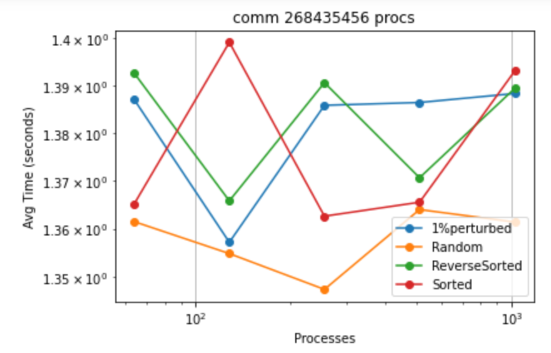 comm 268435456 procs
Avg Time (seconds)
1.4 × 10⁰
1.39 × 10⁰
1.38 × 10⁰
1.37 × 10⁰
1.36 × 10⁰
1.35 × 10⁰
1%perturbed
Random
ReverseSorted
Sorted
10²
10³
Processes